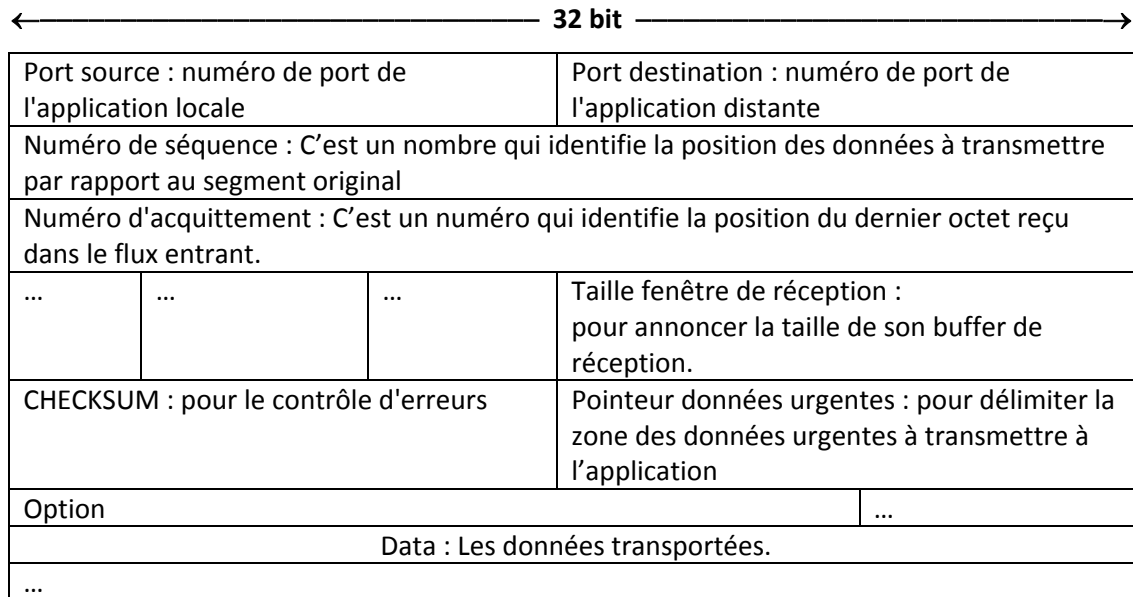 32 bit
Port source : numéro de port de
l'application locale
Port destination : numéro de port de
l'application distante
Numéro de séquence : C’est un nombre qui identifie la position des données à transmettre
par rapport au segment original
Numéro d'acquittement : C’est un numéro qui identifie la position du dernier octet reçu
dans le flux entrant.
...
...
...
Taille fenêtre de réception :
pour annoncer la taille de son buffer de
réception.
CHECKSUM : pour le contrôle d'erreurs
Pointeur données urgentes : pour délimiter la
zone des données urgentes à transmettre à
l’application
Option
...
Data : Les données transportées.
...